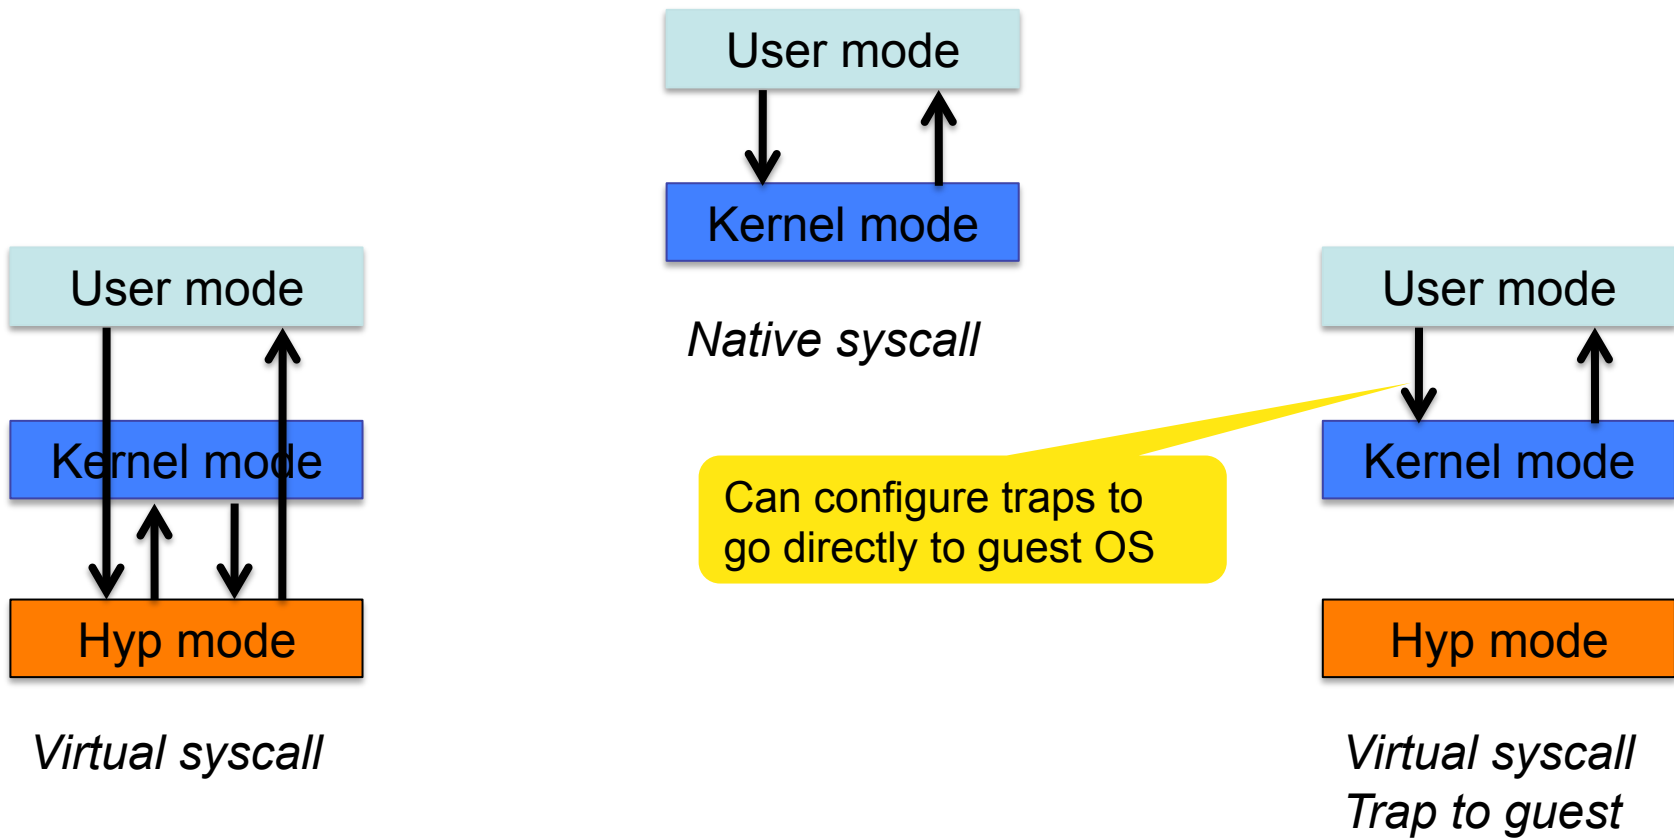 User mode
Kernel mode
Native syscall
User mode
Kernel mode
Hyp mode
Virtual syscall
Can configure traps to
go directly to guest OS
User mode
Kernel mode
Hyp mode
Virtual syscall
Trap to guest